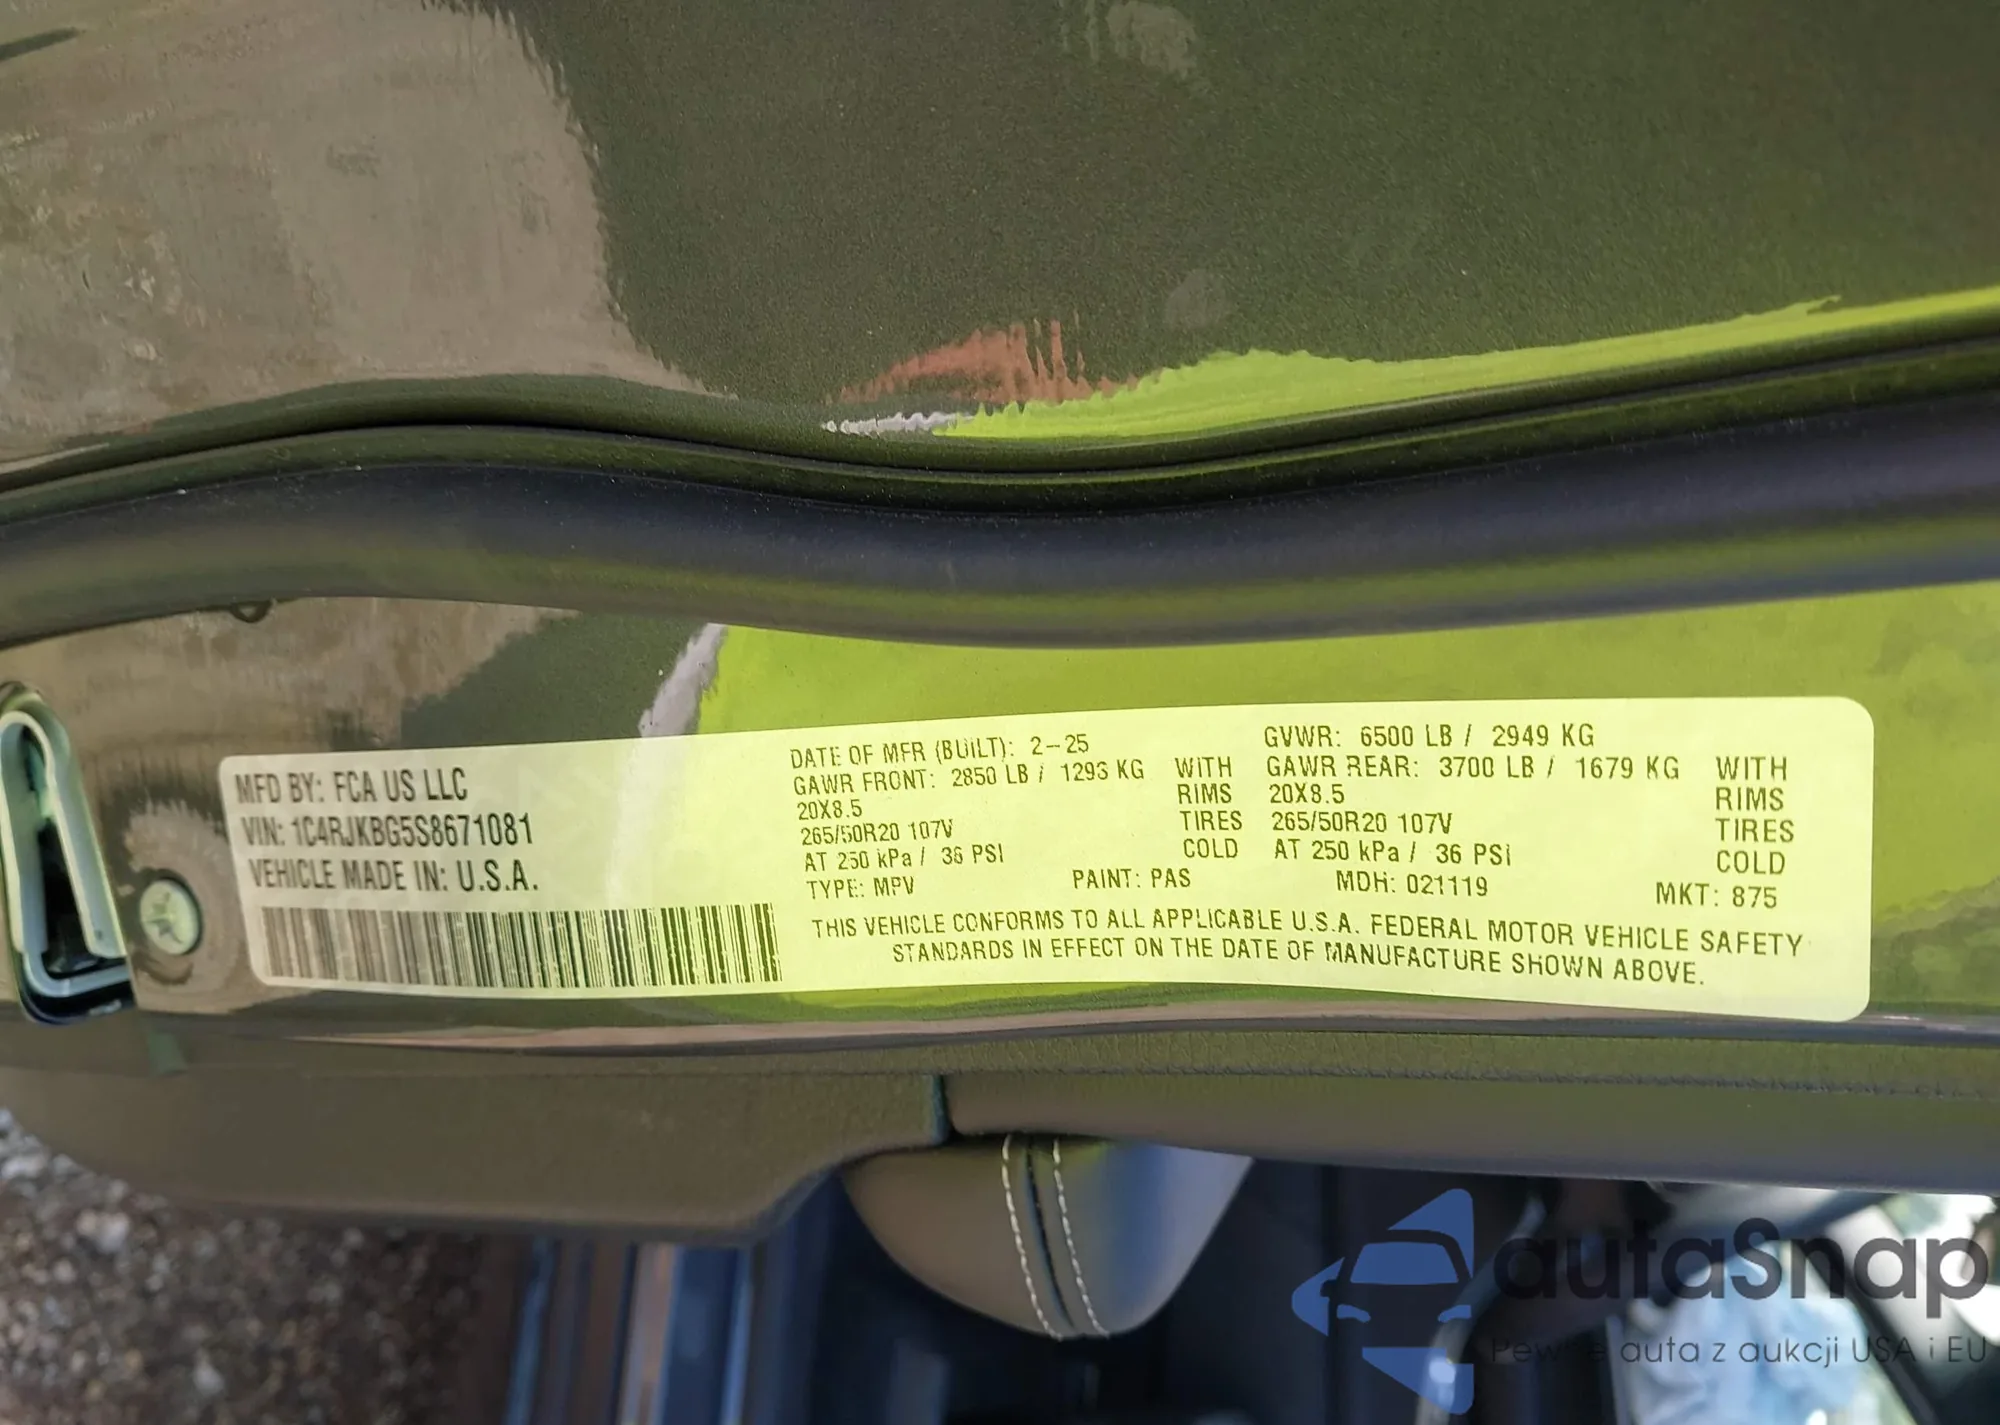 MFD BY: FCA US LLC
VIN: 1C4RJKBG5S8671081
VEHICLE MADE IN: U.S.A.
DATE OF MFR (BUILT): 2-25 GVWR: 6500 LB / 2949 KG
GAWR FRONT: 2850 LB / 1293 KG WITH GAWR REAR: 3700 LB / 1679 KG WITH
20X8.5 RIMS 20X8.5 RIMS
265/50R20 107V TIRES 265/50R20 107V TIRES
AT 250 kPa / 36 PSI COLD AT 250 kPa / 36 PSI COLD
TYPE: MPV PAINT: PAS MDH: 021119 MKT: 875
THIS VEHICLE CONFORMS TO ALL APPLICABLE U.S.A. FEDERAL MOTOR VEHICLE SAFETY
STANDARDS IN EFFECT ON THE DATE OF MANUFACTURE SHOWN ABOVE.
autaSnap
Pewne auta z aukcji USA i EU